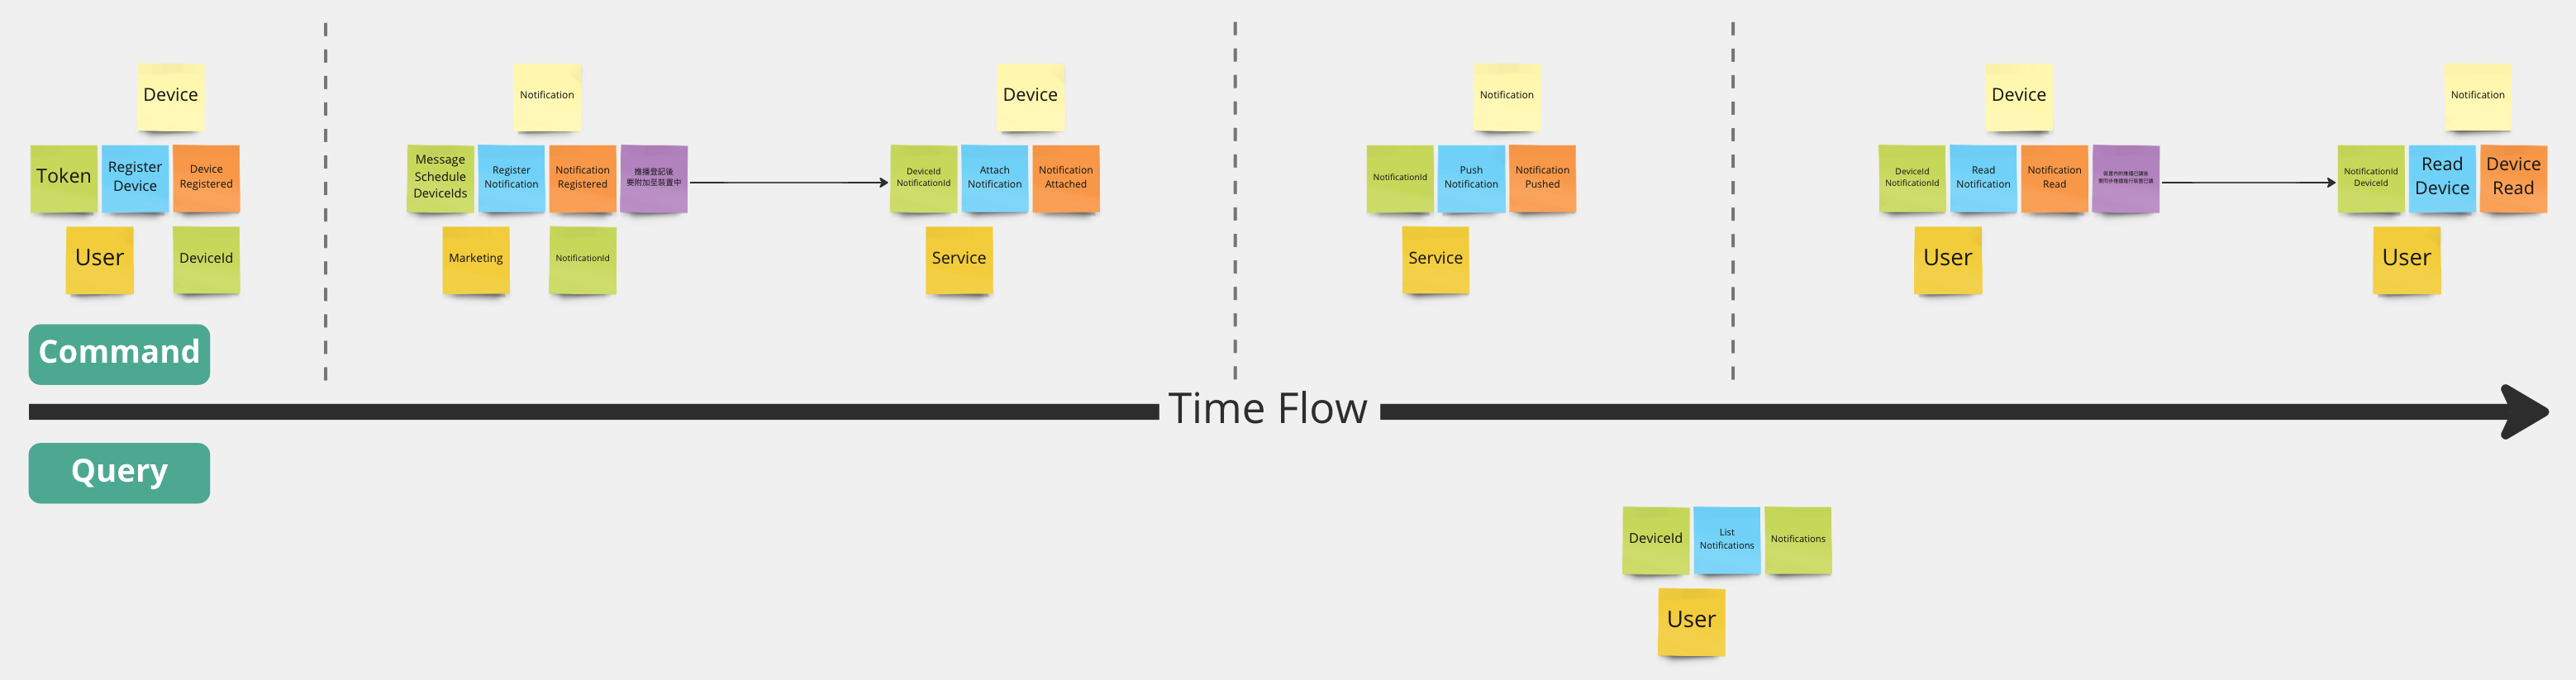 Device
Token
Register
Device
Device
Registered
User
DeviceId
Notification
Message
Schedule
DeviceIds
Register
Notification
Notification
Registered
推播登記後
要附加至裝置中
Marketing
NotificationId
Device
DeviceId
NotificationId
Attach
Notification
Notification
Attached
Service
Notification
NotificationId
Push
Notification
Notification
Pushed
Service
Device
DeviceId
NotificationId
Read
Notification
Notification
Read
User
Notification
NotificationId
DeviceId
Read
Device
Device
Read
User
Command
Time Flow
Query
DeviceId
List
Notifications
Notifications
User